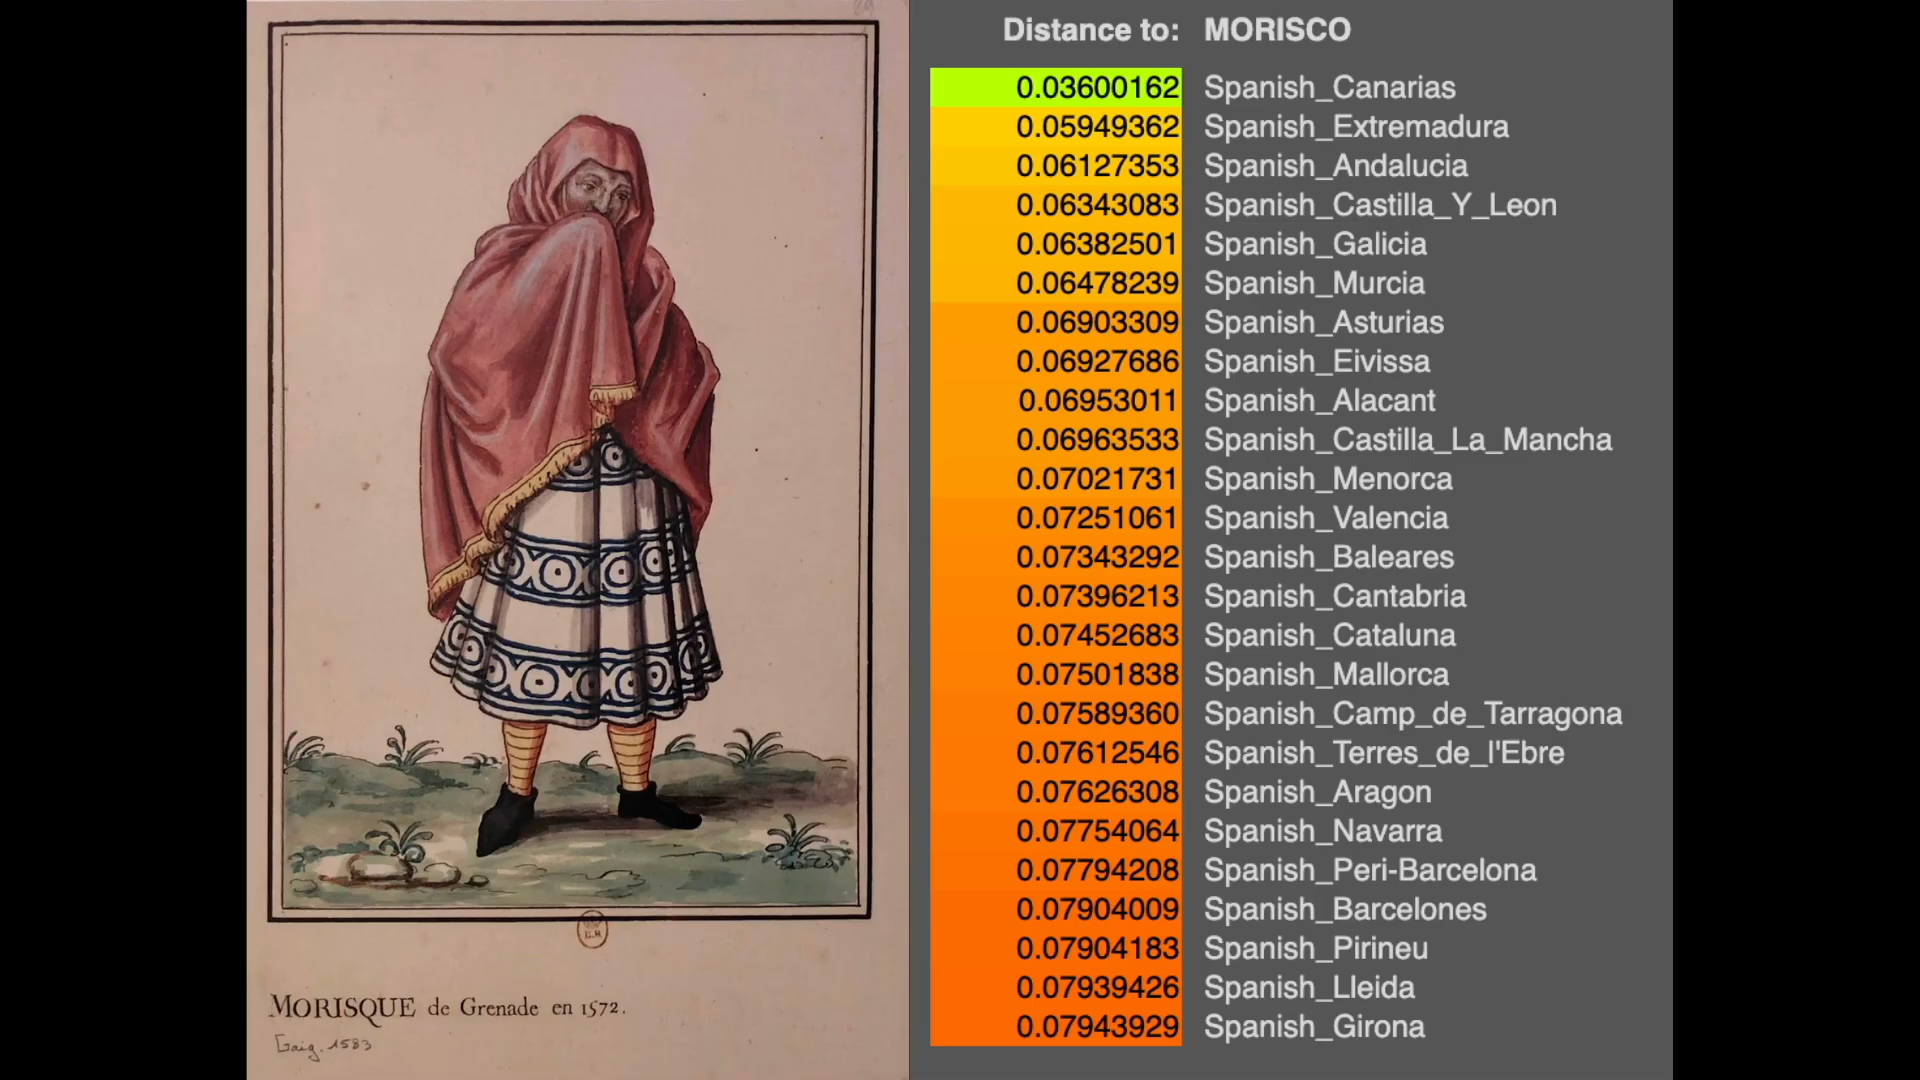 MORISQUE de Grenade en 1572.
Gaig. 1583
B.R
Distance to: MORISCO
0.03600162 Spanish_Canarias
0.05949362 Spanish_Extremadura
0.06127353 Spanish_Andalucia
0.06343083 Spanish_Castilla_Y_Leon
0.06382501 Spanish_Galicia
0.06478239 Spanish_Murcia
0.06903309 Spanish_Asturias
0.06927686 Spanish_Eivissa
0.06953011 Spanish_Alacant
0.06963533 Spanish_Castilla_La_Mancha
0.07021731 Spanish_Menorca
0.07251061 Spanish_Valencia
0.07343292 Spanish_Baleares
0.07396213 Spanish_Cantabria
0.07452683 Spanish_Cataluna
0.07501838 Spanish_Mallorca
0.07589360 Spanish_Camp_de_Tarragona
0.07612546 Spanish_Terres_de_l'Ebre
0.07626308 Spanish_Aragon
0.07754064 Spanish_Navarra
0.07794208 Spanish_Peri-Barcelona
0.07904009 Spanish_Barcelones
0.07904183 Spanish_Pirineu
0.07939426 Spanish_Lleida
0.07943929 Spanish_Girona